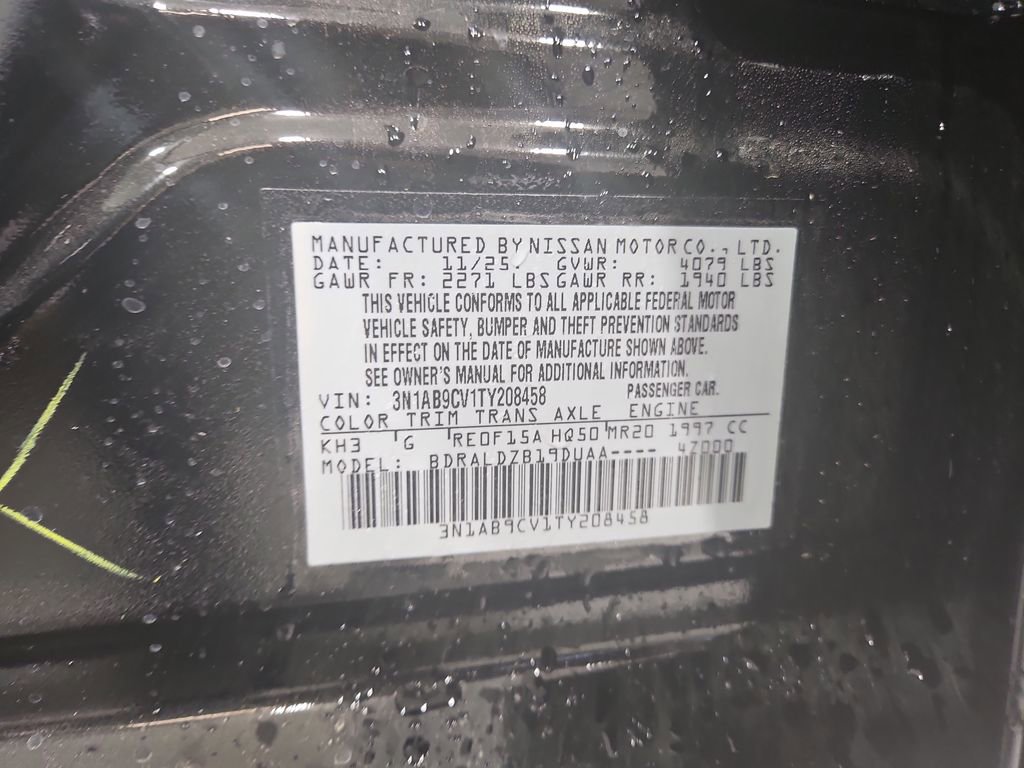 MANUFACTURED BY NISSAN MOTOR CO., LTD.
DATE: 11/25 GVWR: 4079 LBS
GAWR FR: 2271 LBS GAWR RR: 1940 LBS
THIS VEHICLE CONFORMS TO ALL APPLICABLE FEDERAL MOTOR
VEHICLE SAFETY, BUMPER AND THEFT PREVENTION STANDARDS
IN EFFECT ON THE DATE OF MANUFACTURE SHOWN ABOVE.
SEE OWNER'S MANUAL FOR ADDITIONAL INFORMATION.
VIN: 3N1AB9CV1TY208458 PASSENGER CAR.
COLOR TRIM TRANS AXLE ENGINE
KH3 G RE0F15A HQ50 MR20 1997 CC
MODEL: BDRALDZB19DUAA---- 4Z000
3N1AB9CV1TY208458